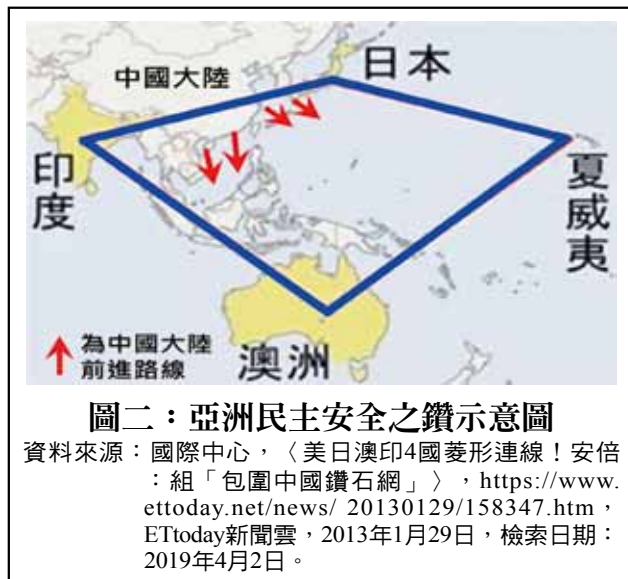 中國大陸
日本
印度
夏威夷
澳洲
為中國大陸
前進路線
圖二：亞洲民主安全之鑽示意圖
資料來源：國際中心，〈美日澳印4國菱形連線！安倍
：組「包圍中國鑽石網」〉，https://www.
ettoday.net/news/ 20130129/158347.htm，
ETtoday新聞雲，2013年1月29日，檢索日期：
2019年4月2日。